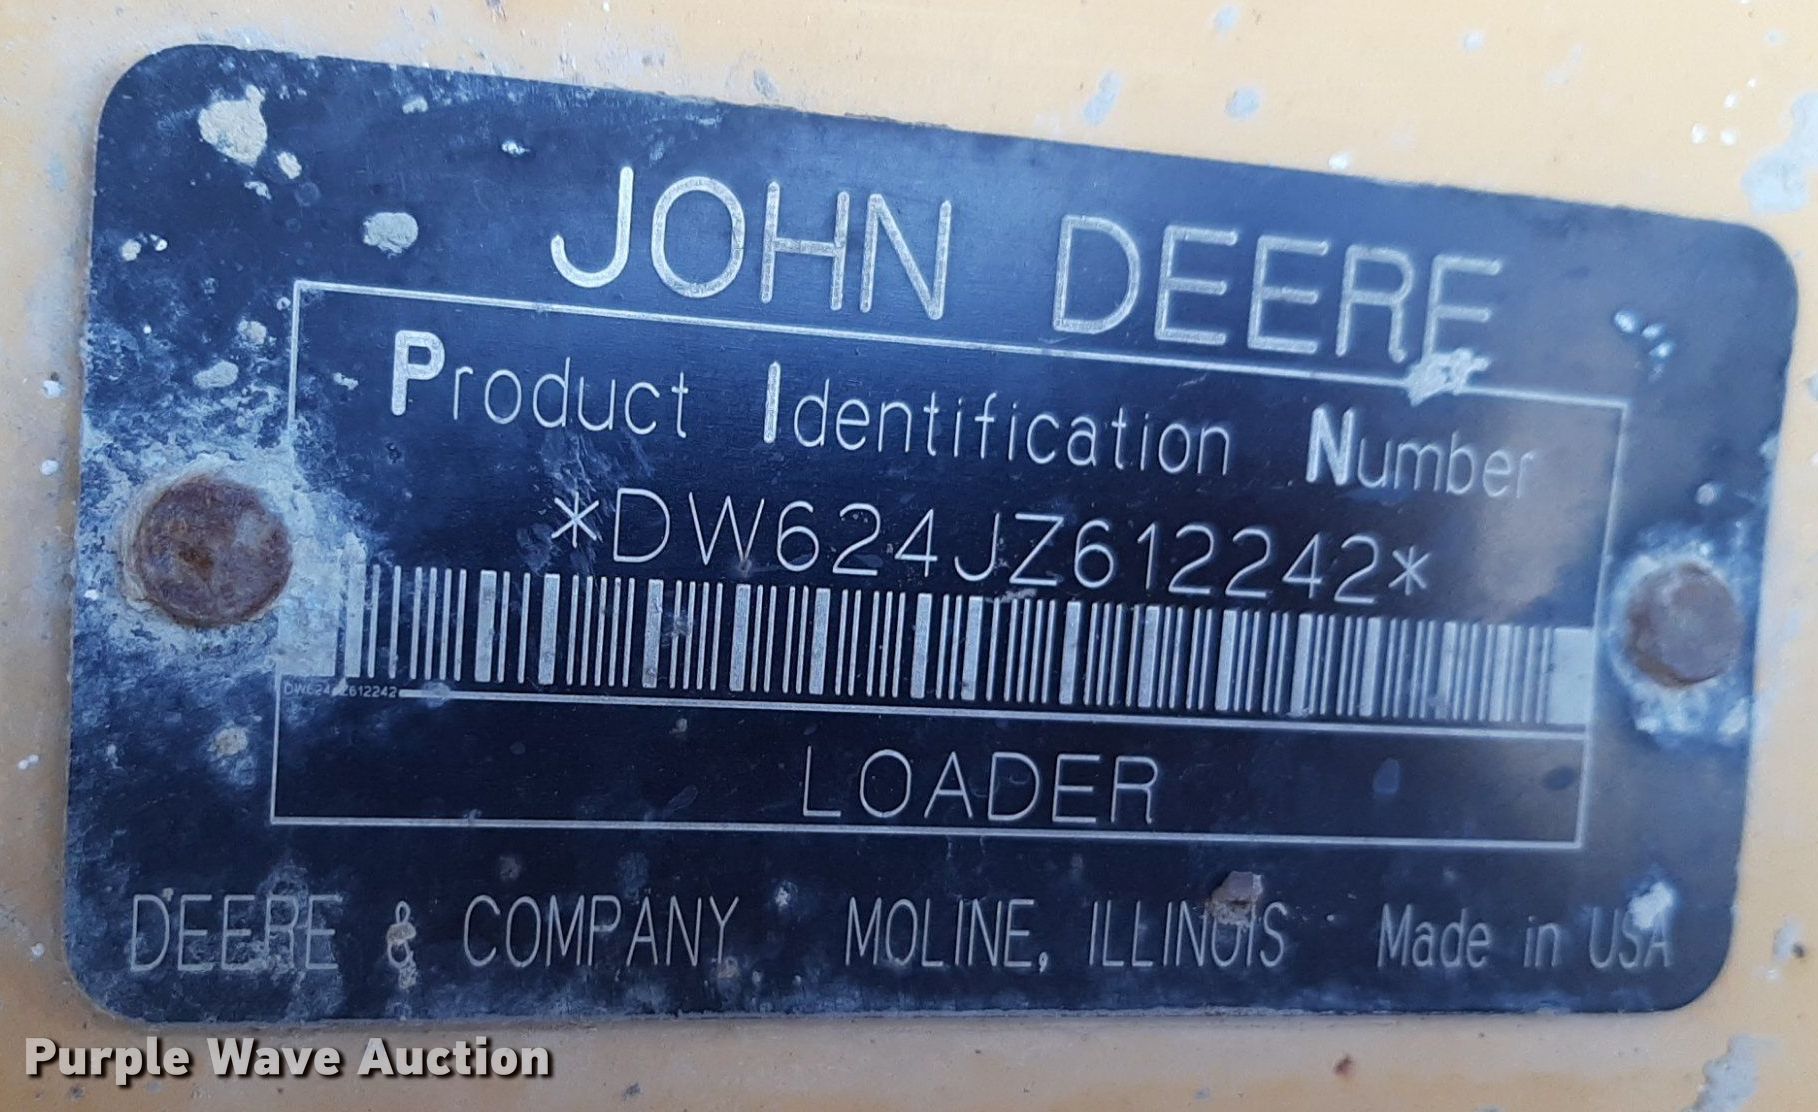 JOHN DEERE
Product Identification Number
*DW624JZ612242*
DW624JZ612242
LOADER
DEERE & COMPANY MOLINE, ILLINOIS Made in USA
Purple Wave Auction